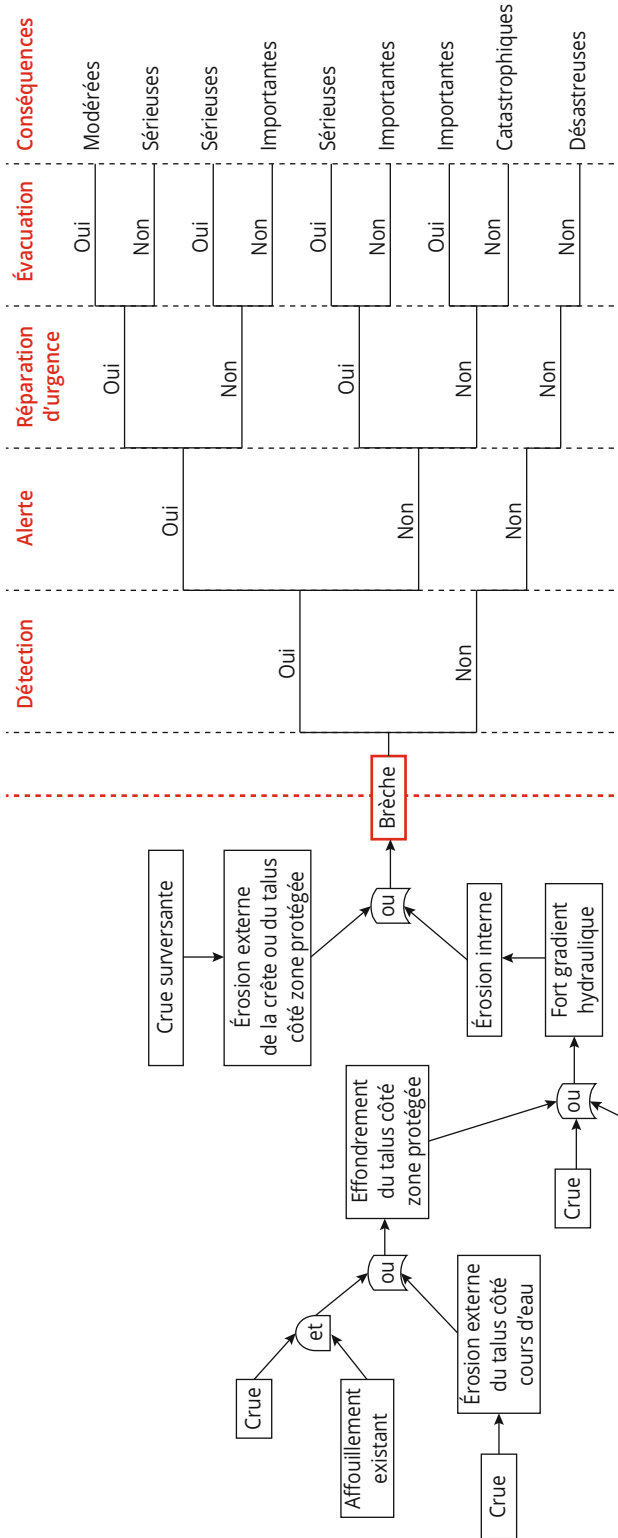 Crue
Affouillement
existant
et
Crue
Érosion externe
du talus côté
cours d'eau
ou
Effondrement
du talus côté
zone protégée
Crue
ou
Fort gradient
hydraulique
Érosion interne
Crue surversante
Érosion externe
de la crête ou du talus
côté zone protégée
ou
Brèche
Détection
Oui
Non
Alerte
Oui
Non
Non
Réparation
d'urgence
Oui
Non
Oui
Non
Non
Évacuation
Oui
Non
Oui
Non
Oui
Non
Oui
Non
Non
Conséquences
Modérées
Sérieuses
Sérieuses
Importantes
Sérieuses
Importantes
Importantes
Catastrophiques
Désastreuses